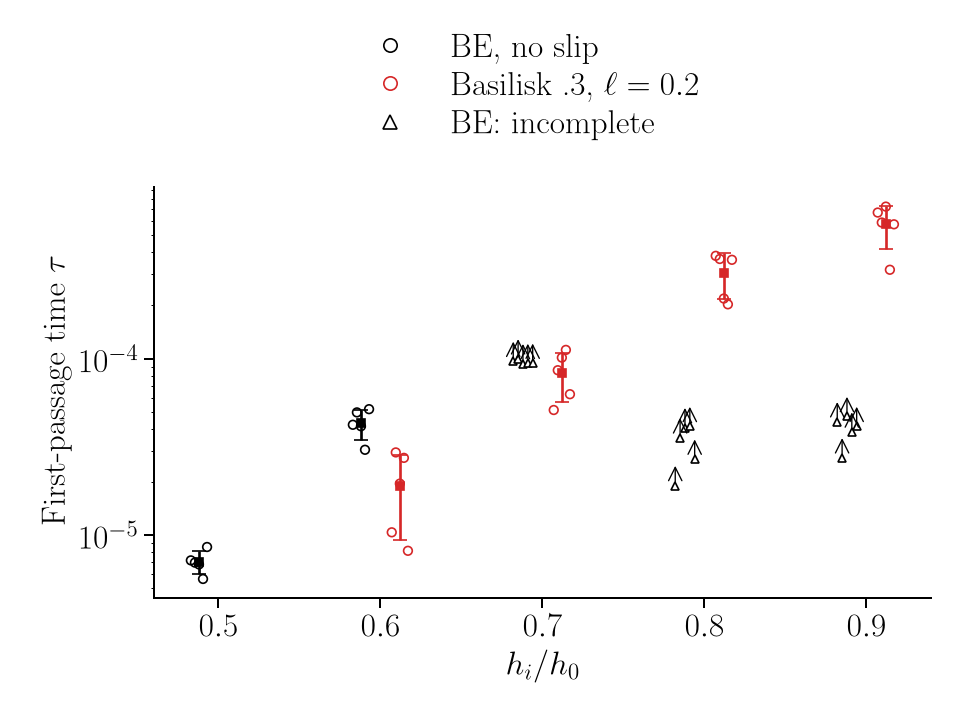 BE, no slip
Basilisk .3, ℓ = 0.2
BE: incomplete
First-passage time τ
10⁻⁴
10⁻⁵
0.5 0.6 0.7 0.8 0.9
hᵢ/h₀